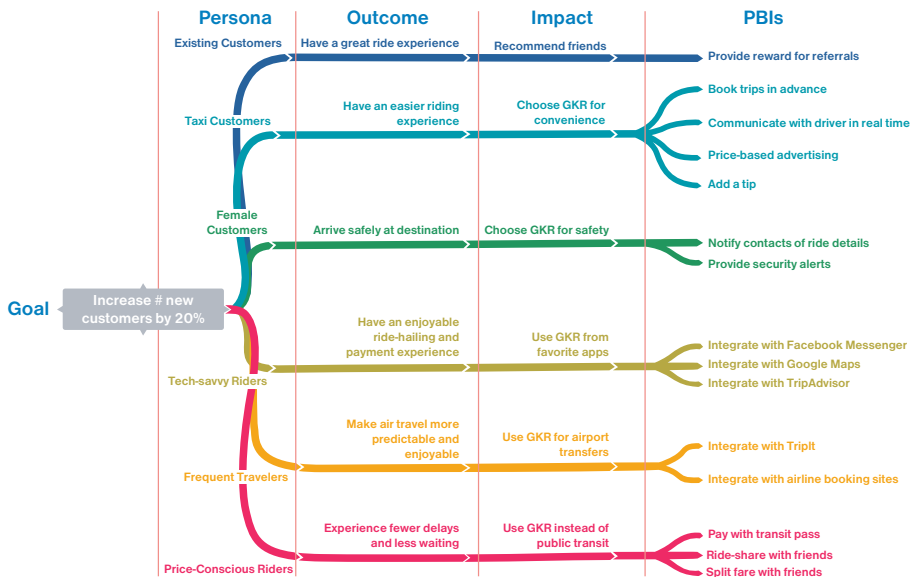 Persona
Outcome
Impact
PBIs
Existing Customers
Have a great ride experience
Recommend friends
Provide reward for referrals
Taxi Customers
Have an easier riding
experience
Choose GKR for
convenience
Book trips in advance
Communicate with driver in real time
Price-based advertising
Add a tip
Female
Customers
Arrive safely at destination
Choose GKR for safety
Notify contacts of ride details
Provide security alerts
Goal
Increase # new
customers by 20%
Tech-savvy Riders
Have an enjoyable
ride-hailing and
payment experience
Use GKR from
favorite apps
Integrate with Facebook Messenger
Integrate with Google Maps
Integrate with TripAdvisor
Frequent Travelers
Make air travel more
predictable and
enjoyable
Use GKR for airport
transfers
Integrate with TripIt
Integrate with airline booking sites
Price-Conscious Riders
Experience fewer delays
and less waiting
Use GKR instead of
public transit
Pay with transit pass
Ride-share with friends
Split fare with friends